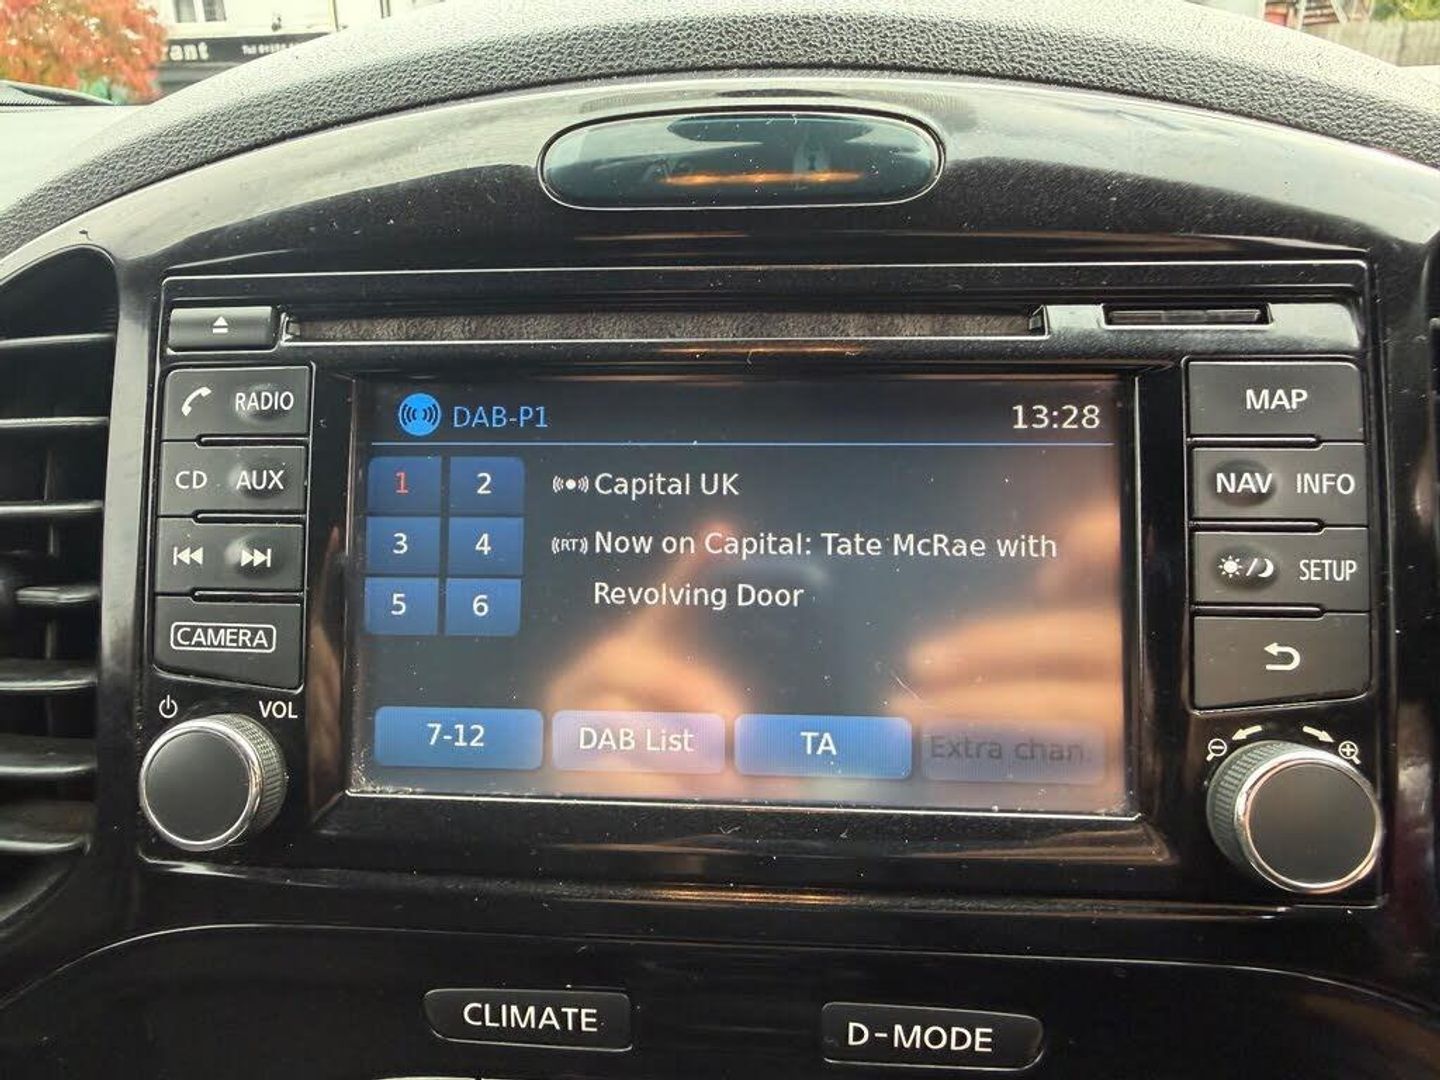 RADIO
CD AUX
CAMERA
VOL
DAB-P1
13:28
1 2
3 4
5 6
Capital UK
(RT) Now on Capital: Tate McRae with
Revolving Door
7-12
DAB List
TA
Extra chan.
MAP
NAV INFO
SETUP
CLIMATE
D-MODE